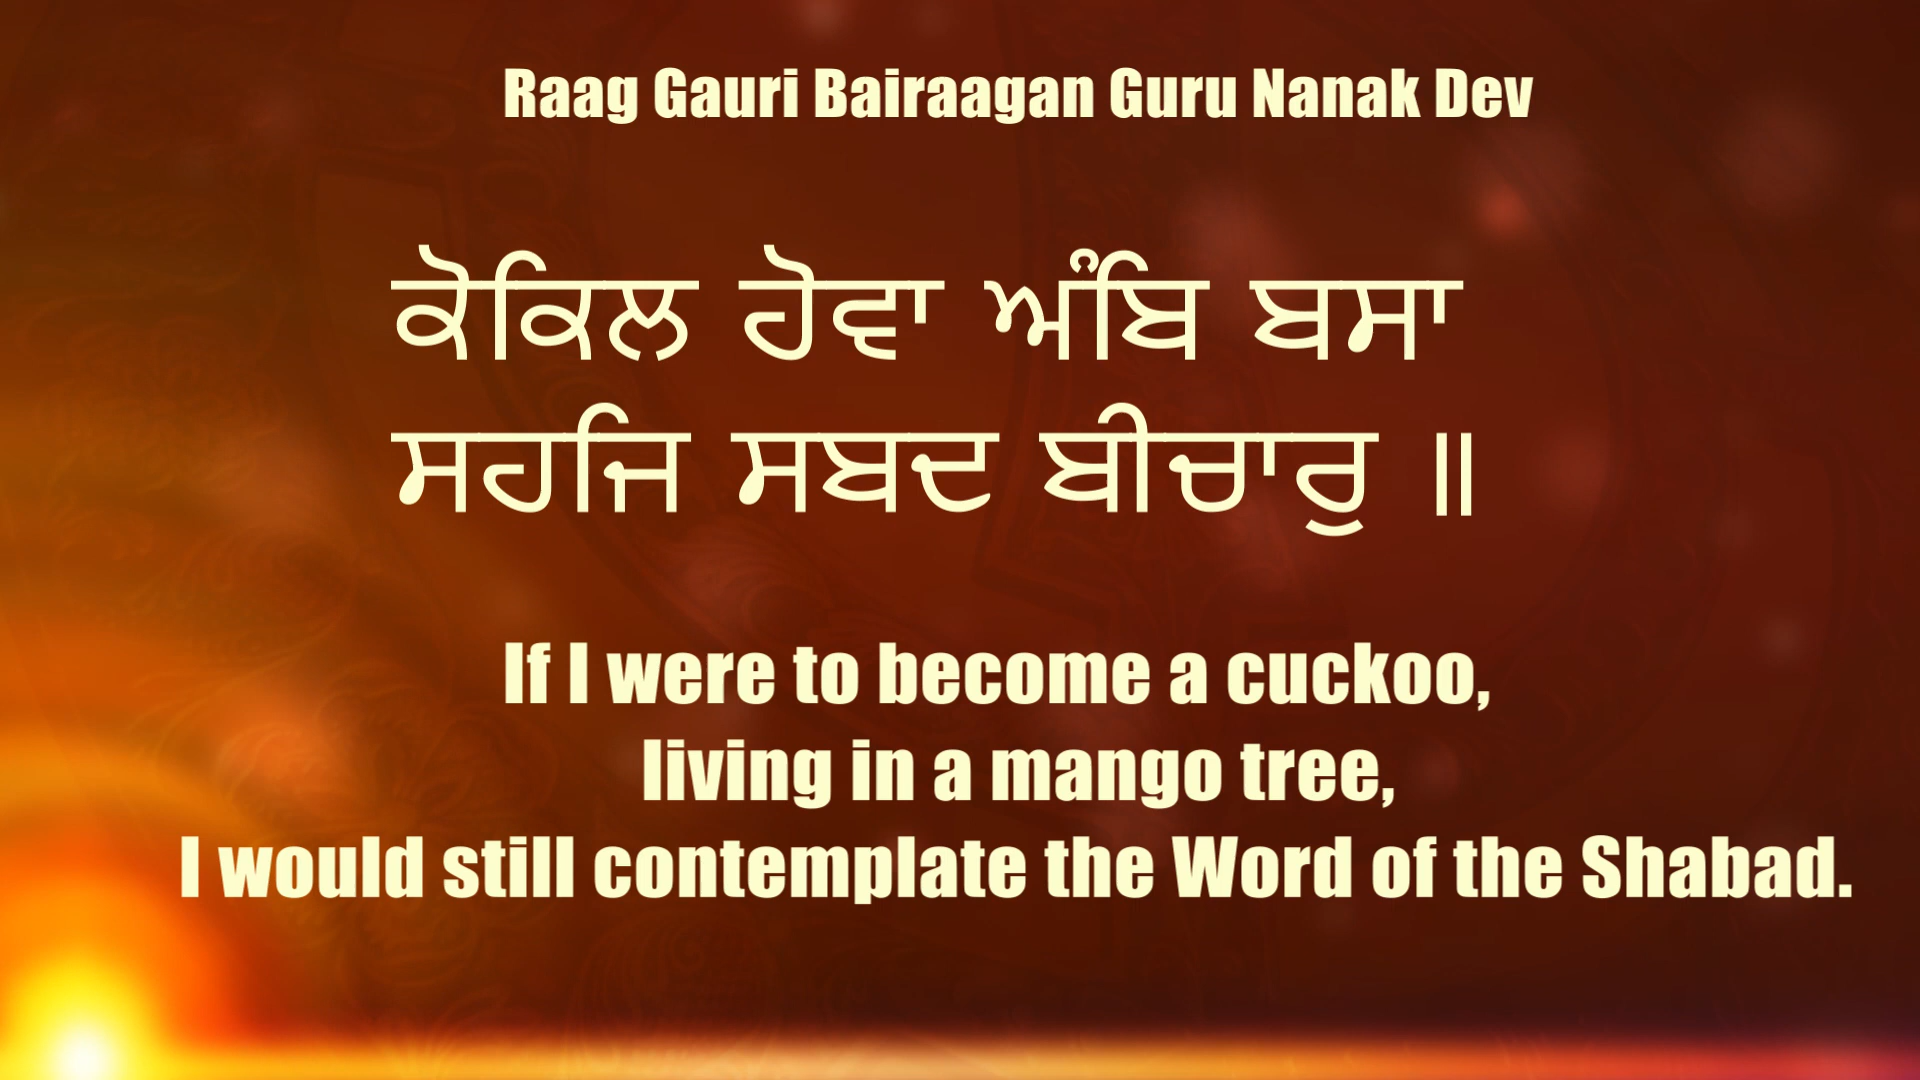 Raag Gauri Bairaagan Guru Nanak Dev
ਕੋਕਿਲ ਹੋਵਾ ਅੰਬਿ ਬਸਾ
ਸਹਜਿ ਸਬਦ ਬੀਚਾਰੁ ॥
If I were to become a cuckoo,
living in a mango tree,
I would still contemplate the Word of the Shabad.